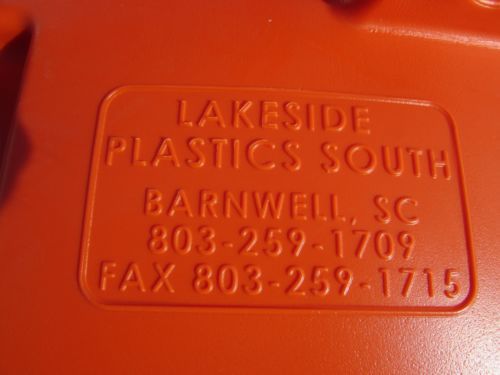 LAKESIDE
PLASTICS SOUTH
BARNWELL, SC
803-259-1709
FAX 803-259-1715